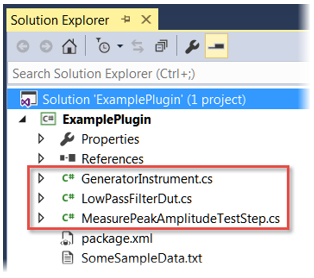 Solution Explorer
Search Solution Explorer (Ctrl+;)
Solution 'ExamplePlugin' (1 project)
C# ExamplePlugin
Properties
References
C# GeneratorInstrument.cs
C# LowPassFilterDut.cs
C# MeasurePeakAmplitudeTestStep.cs
package.xml
SomeSampleData.txt